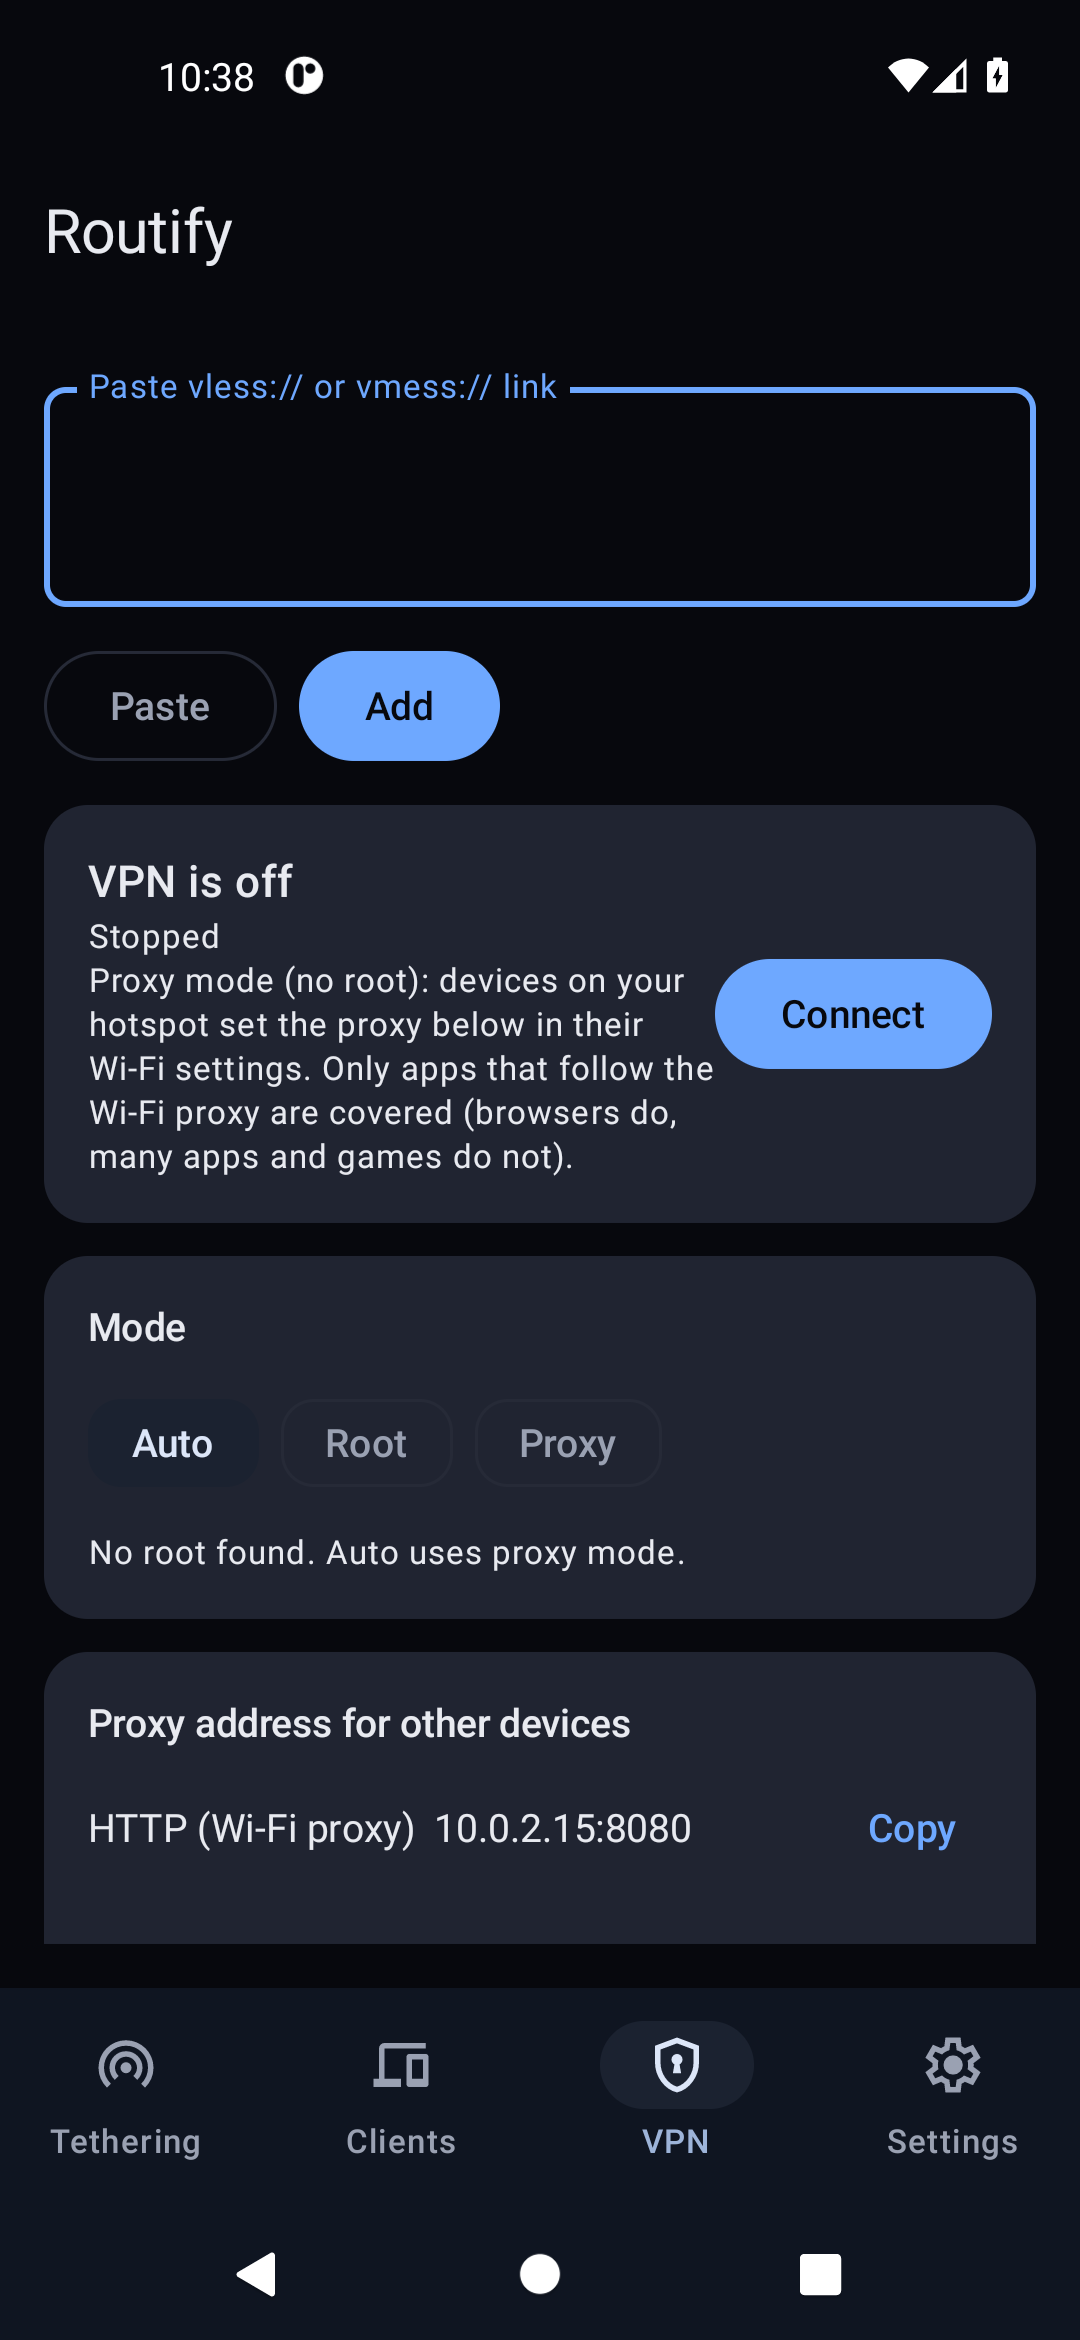 10:38
Routify
Paste vless:// or vmess:// link
Paste
Add
VPN is off
Stopped
Proxy mode (no root): devices on your
hotspot set the proxy below in their
Wi-Fi settings. Only apps that follow the
Wi-Fi proxy are covered (browsers do,
many apps and games do not).
Connect
Mode
Auto
Root
Proxy
No root found. Auto uses proxy mode.
Proxy address for other devices
HTTP (Wi-Fi proxy) 10.0.2.15:8080
Copy
Tethering
Clients
VPN
Settings